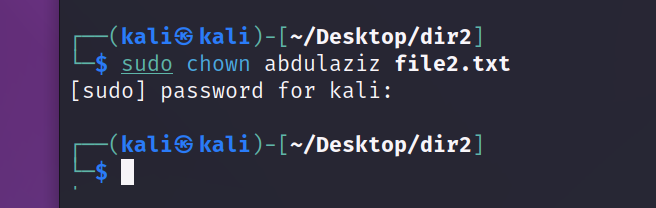 ┌──(kali㉿kali)-[~/Desktop/dir2]
└─$ sudo chown abdulaziz file2.txt
[sudo] password for kali:
┌──(kali㉿kali)-[~/Desktop/dir2]
└─$